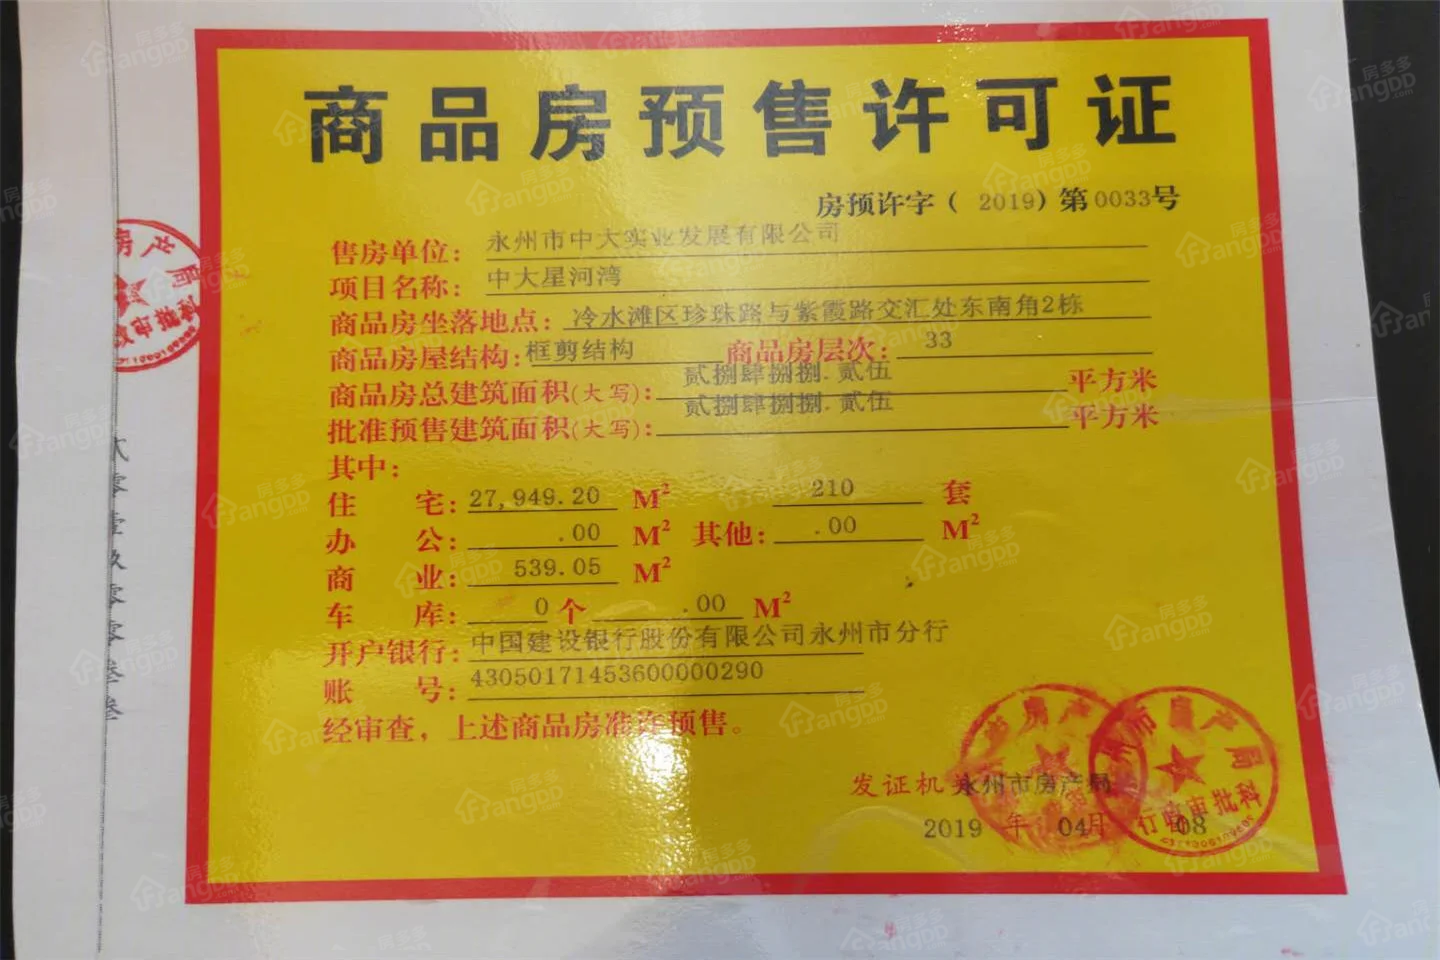 商品房预售许可证
房预许字( 2019)第0033号
售房单位: 永州市中大实业发展有限公司
项目名称: 中大星河湾
商品房坐落地点: 冷水滩区珍珠路与紫霞路交汇处东南角2栋
商品房屋结构:框剪结构 商品房层次: 33
商品房总建筑面积(大写): 贰捌肆捌捌.贰伍 平方米
批准预售建筑面积(大写): 贰捌肆捌捌.贰伍 平方米
其中:
住 宅: 27,949.20 M² 210 套
办 公: .00 M² 其他: .00 M²
商 业: 539.05 M²
车 库: 0 个 .00 M²
开户银行: 中国建设银行股份有限公司永州市分行
账 号: 43050171453600000290
经审查,上述商品房准许预售。
发证机关永州市房产局
2019 年 04月 08
房多多
angDD